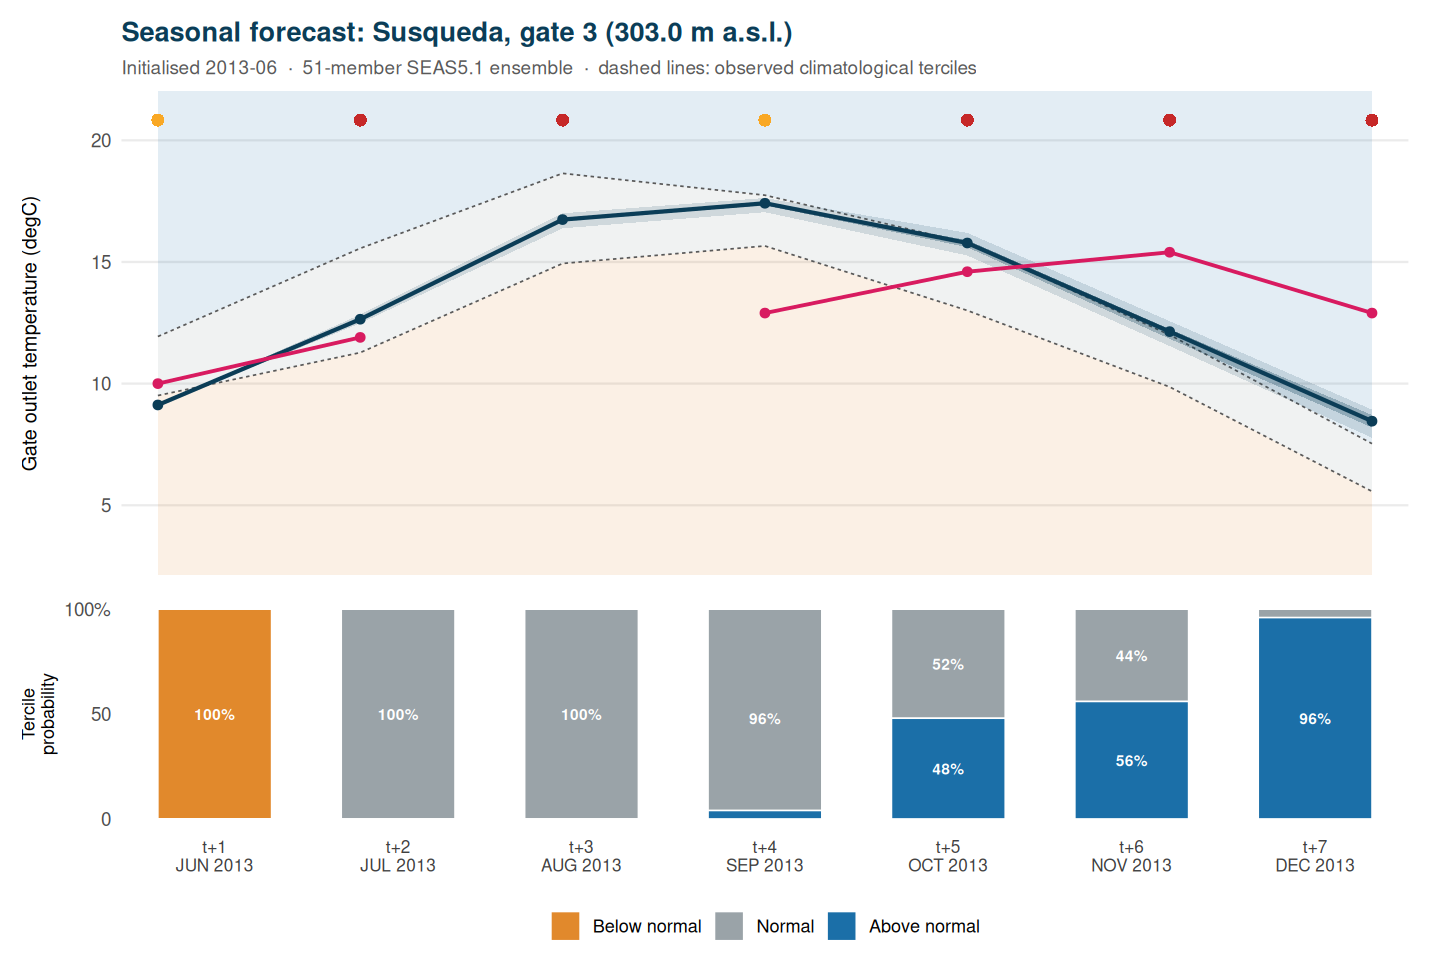 Seasonal forecast: Susqueda, gate 3 (303.0 m a.s.l.)
Initialised 2013-06 · 51-member SEAS5.1 ensemble · dashed lines: observed climatological terciles
Gate outlet temperature (degC)
20
15
10
5
Tercile
probability
100%
50
0
100%
100%
100%
96%
52%
48%
44%
56%
96%
t+1
JUN 2013
t+2
JUL 2013
t+3
AUG 2013
t+4
SEP 2013
t+5
OCT 2013
t+6
NOV 2013
t+7
DEC 2013
Below normal
Normal
Above normal